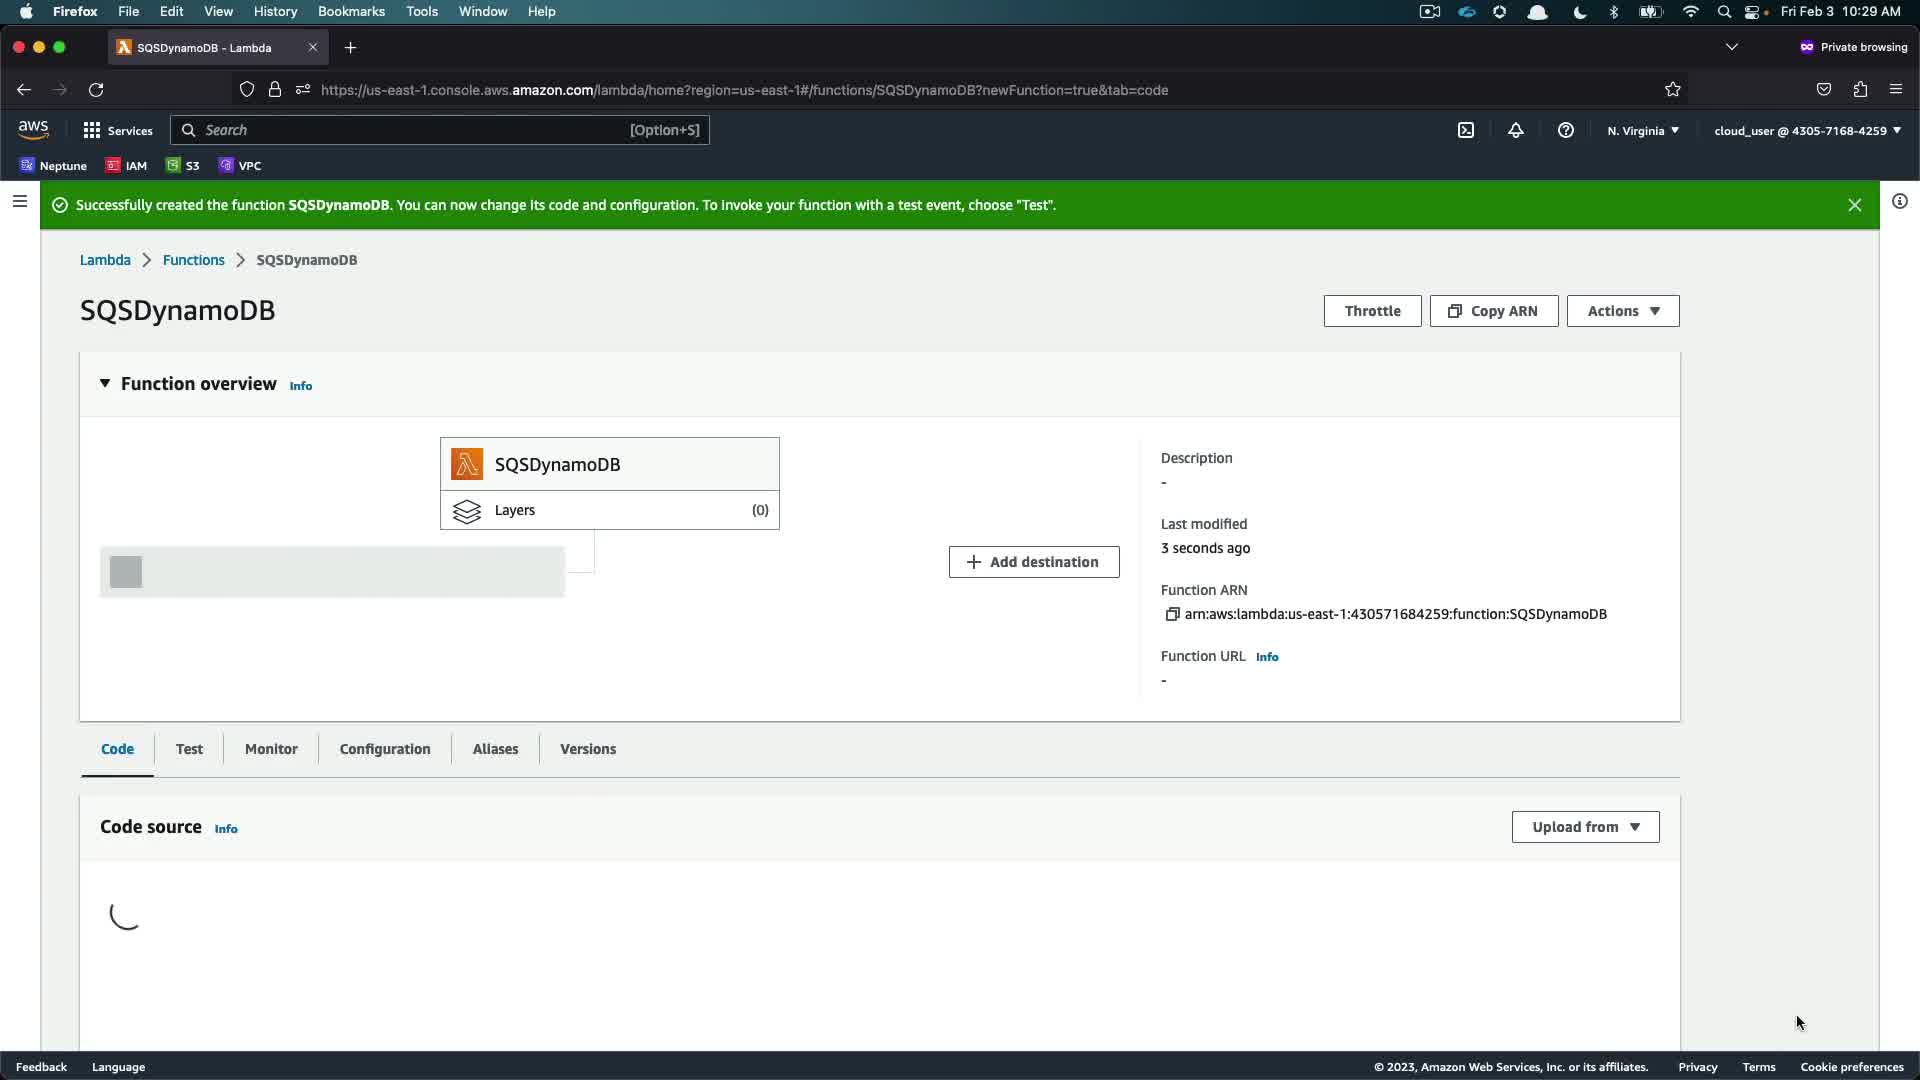 Firefox File Edit View History Bookmarks Tools Window Help Fri Feb 3 10:29 AM
SQSDynamoDB - Lambda Private browsing
https://us-east-1.console.aws.amazon.com/lambda/home?region=us-east-1#/functions/SQSDynamoDB?newFunction=true&tab=code
aws Services Search [Option+S] N. Virginia cloud_user @ 4305-7168-4259
Neptune IAM S3 VPC
Successfully created the function SQSDynamoDB. You can now change its code and configuration. To invoke your function with a test event, choose "Test".
Lambda Functions SQSDynamoDB
SQSDynamoDB Throttle Copy ARN Actions
Function overview Info
SQSDynamoDB
Layers (0)
Add destination
Description
-
Last modified
3 seconds ago
Function ARN
arn:aws:lambda:us-east-1:430571684259:function:SQSDynamoDB
Function URL Info
-
Code Test Monitor Configuration Aliases Versions
Code source Info Upload from
Feedback Language © 2023, Amazon Web Services, Inc. or its affiliates. Privacy Terms Cookie preferences